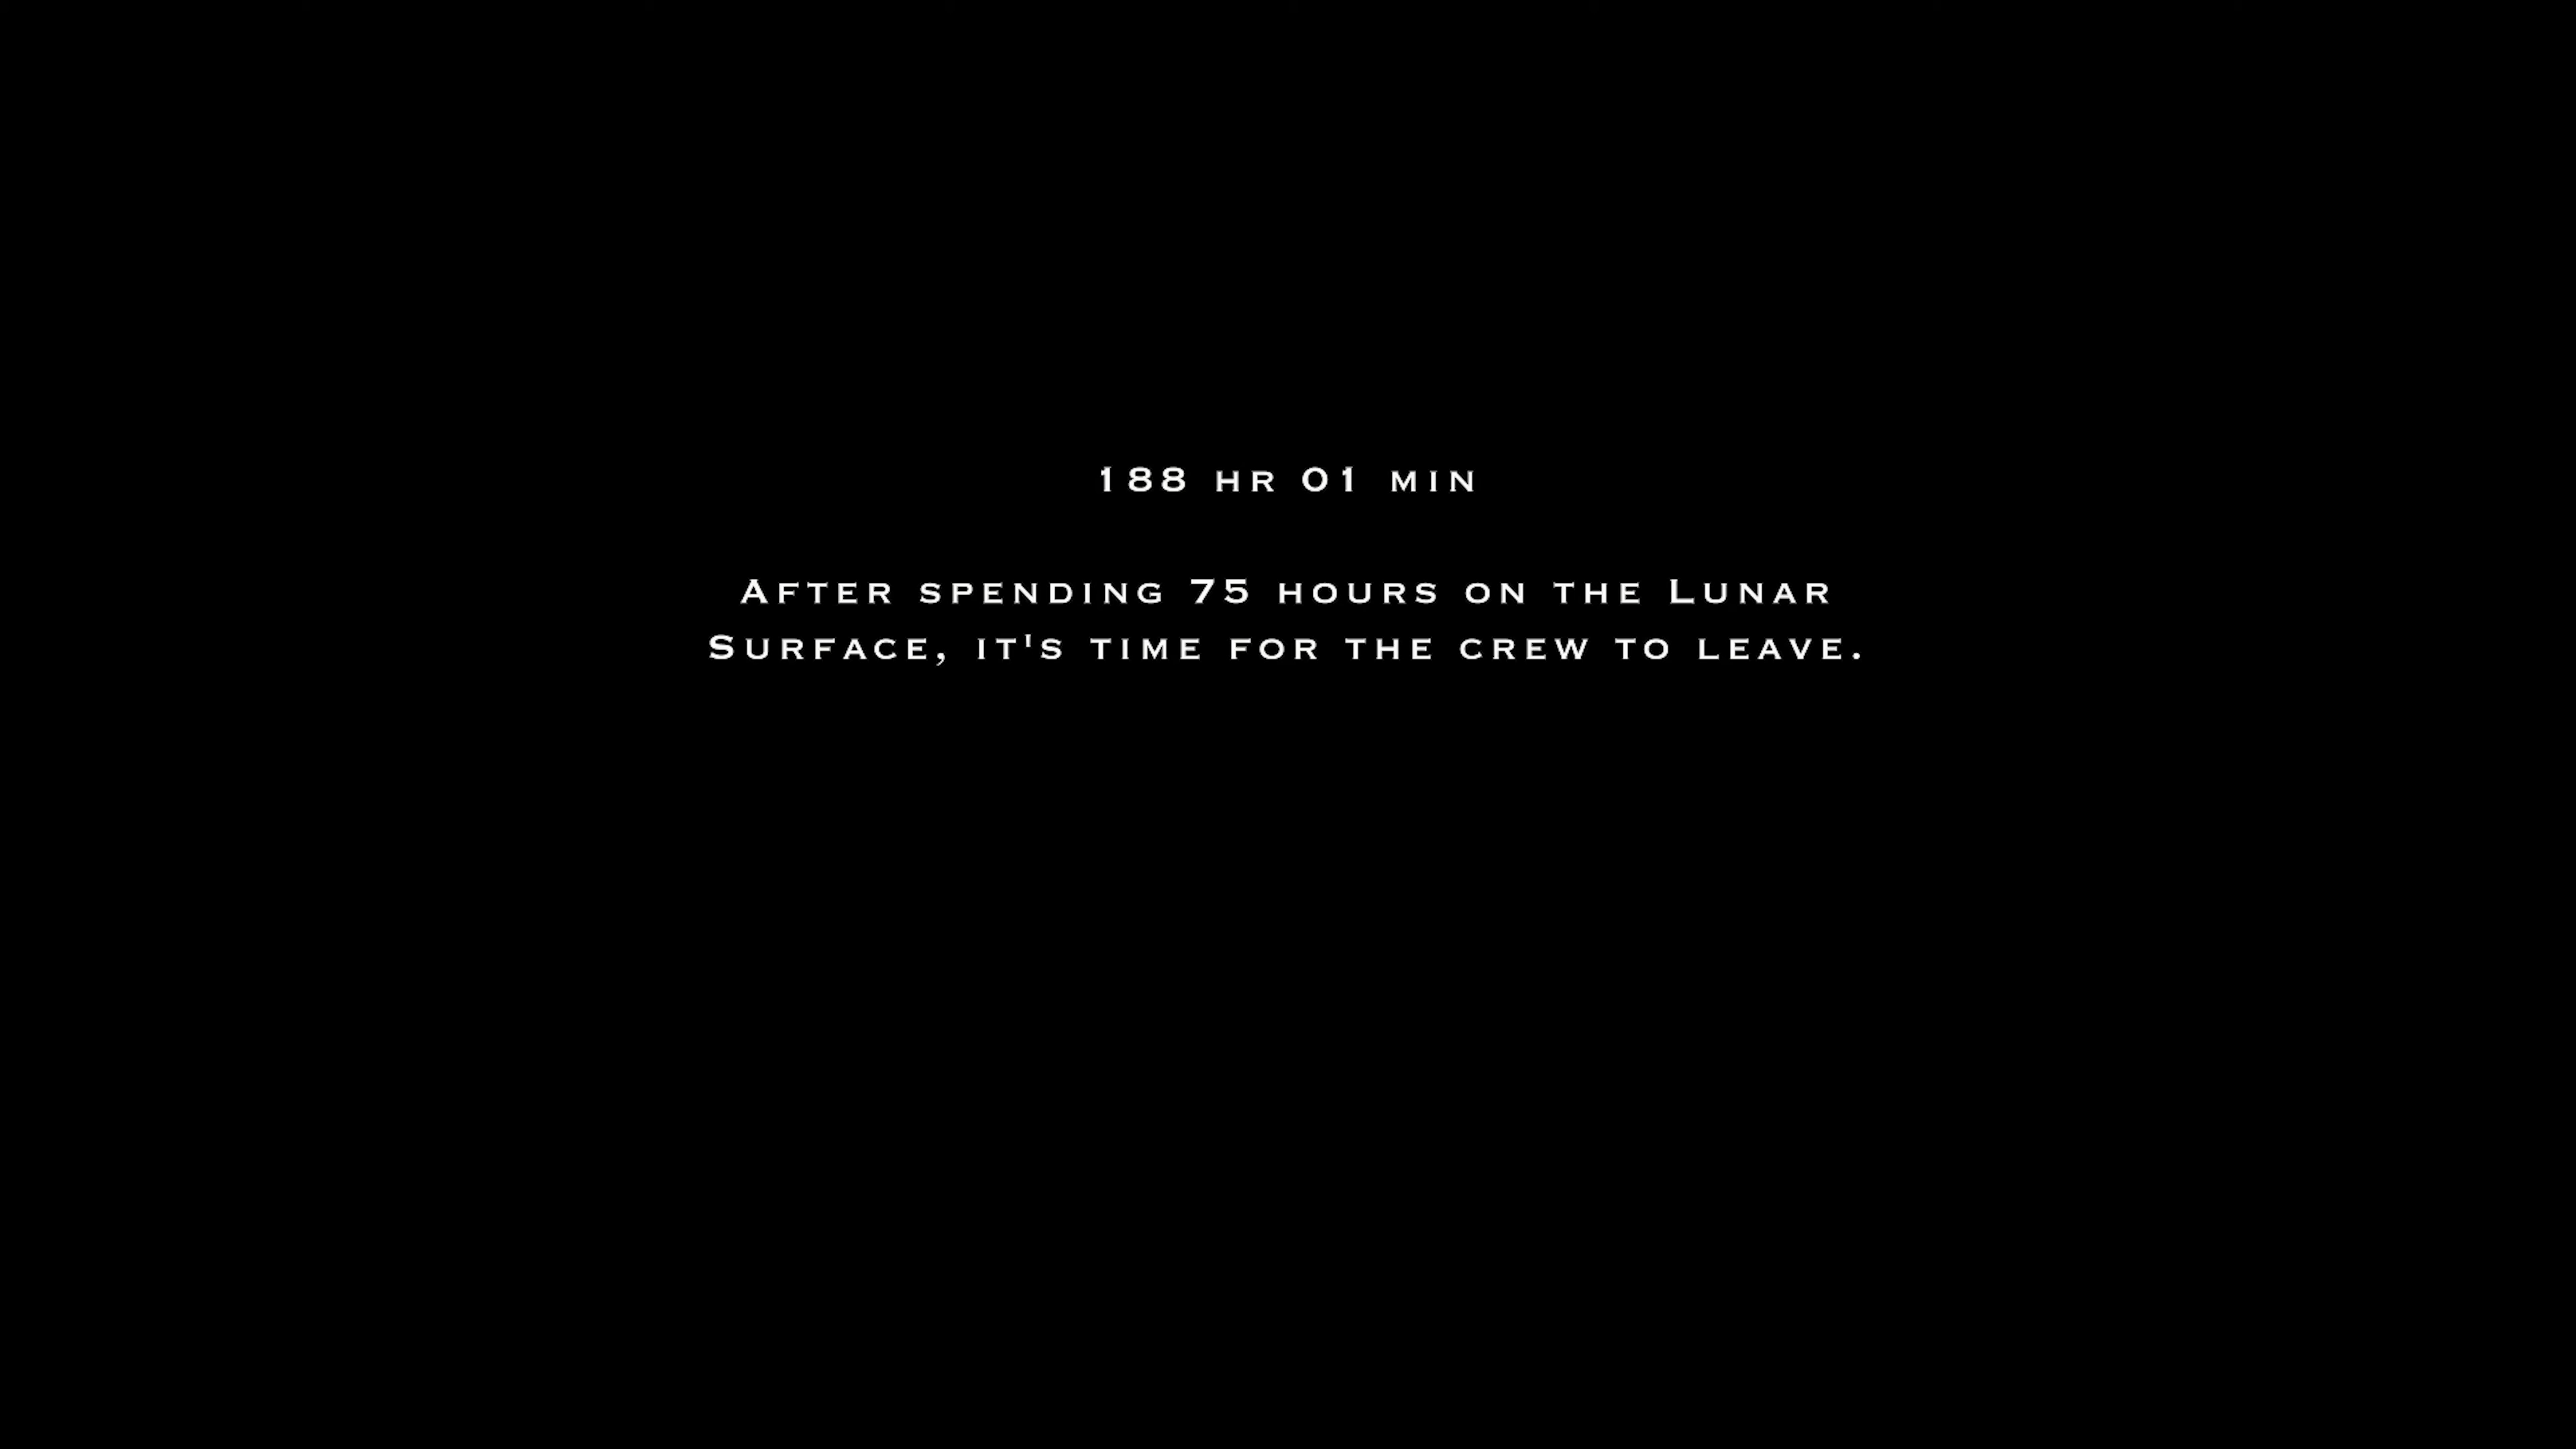 188 hr 01 min
After spending 75 hours on the Lunar
Surface, it's time for the crew to leave.